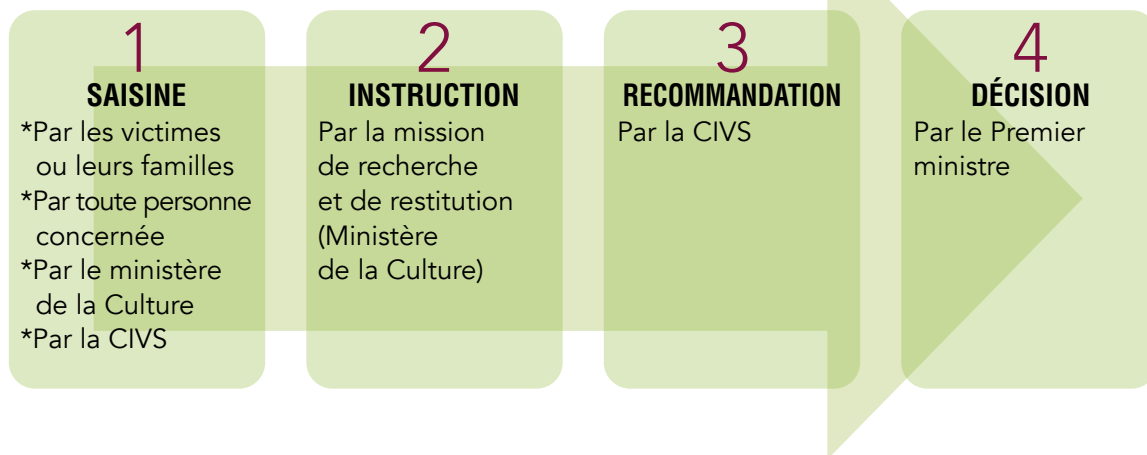 1
SAISINE
*Par les victimes
ou leurs familles
*Par toute personne
concernée
*Par le ministère
de la Culture
*Par la CIVS
2
INSTRUCTION
Par la mission
de recherche
et de restitution
(Ministère
de la Culture)
3
RECOMMANDATION
Par la CIVS
4
DÉCISION
Par le Premier
ministre